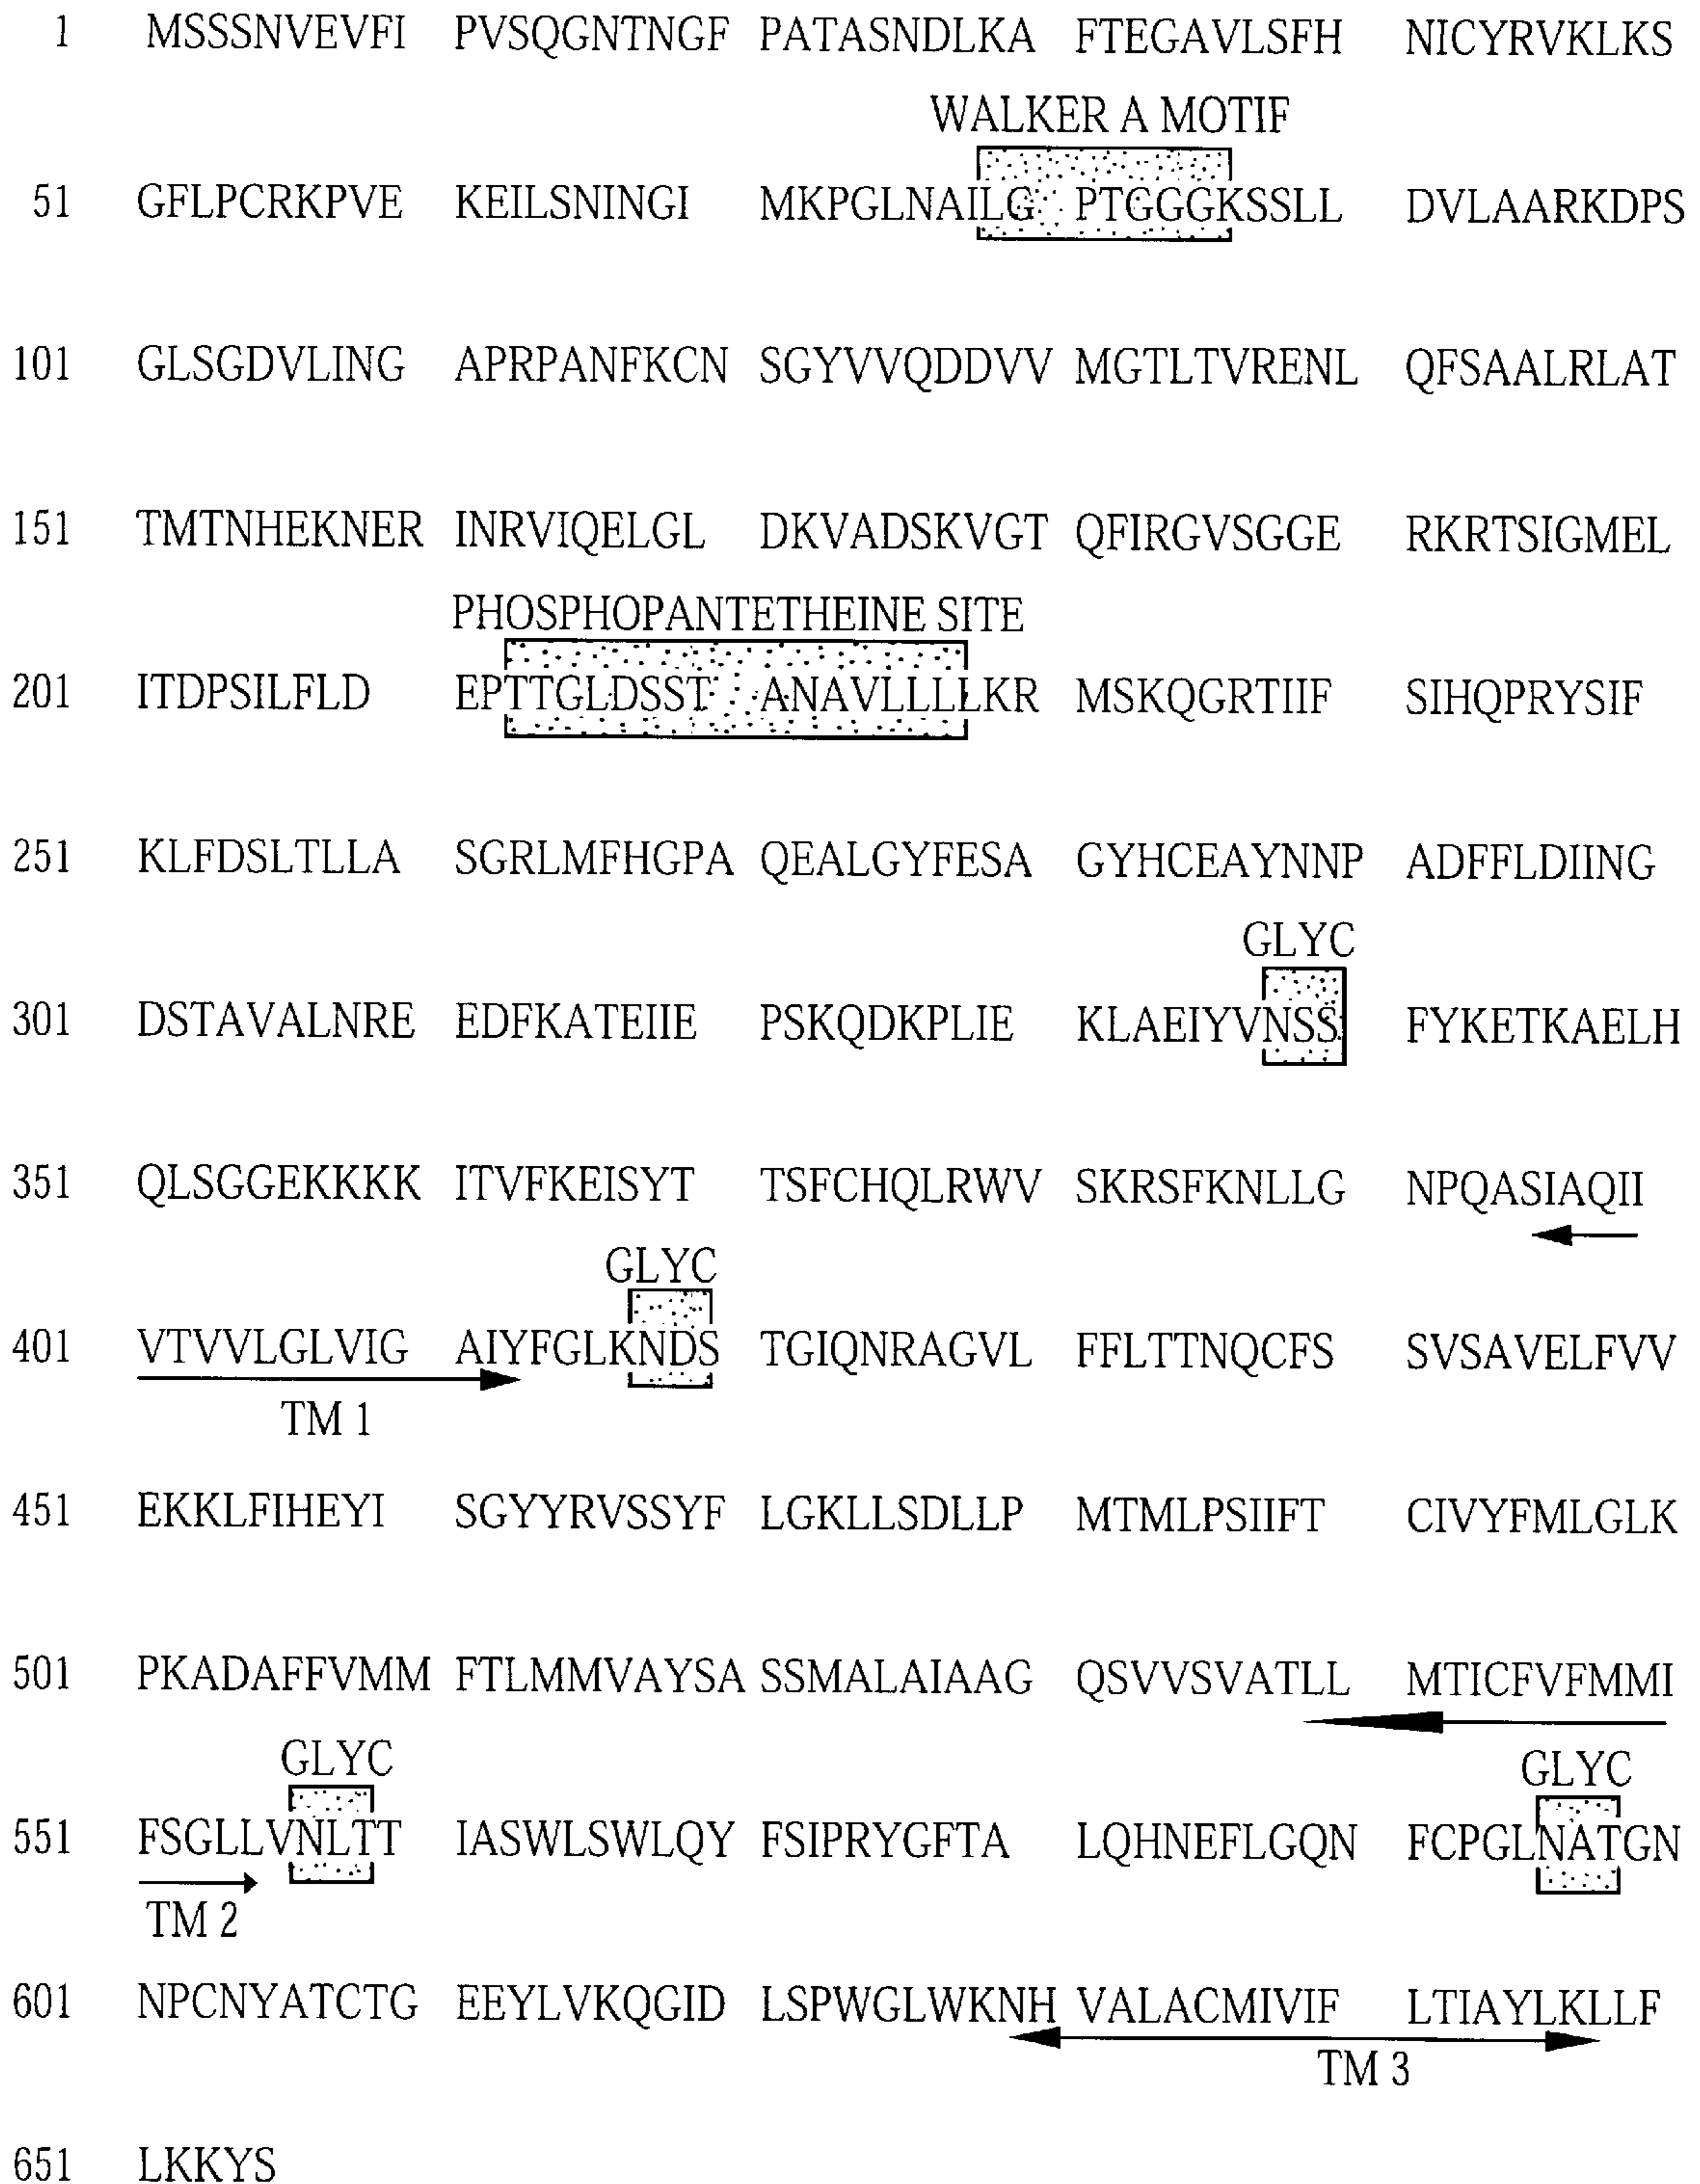 1 MSSSNVEVFI PVSQGNTNGF PATASNDLKA FTEGAVLSFH NICYRVKLKS
WALKER A MOTIF
51 GFLPCRKPVE KEILSNINGI MKPGLNAILG PTGGGKSSLL DVLAARKDPS
101 GLSGDVLING APRPANFKCN SGYVVQDDVV MGTLTVRENL QFSAALRLAT
151 TMTNHEKNER INRVIQELGL DKVADSKVGT QFIRGVSGGE RKRTSIGMEL
PHOSPHOPANTETHEINE SITE
201 ITDPSILFLD EPTTGLDSST ANAVLLLLKR MSKQGRTIIF SIHQPRYSIF
251 KLFDSLTLLA SGRLMFHGPA QEALGYFESA GYHCEAYNNP ADFFLDIING
GLYC
301 DSTAVALNRE EDFKATEIIE PSKQDKPLIE KLAEIYVNSS FYKETKAELH
351 QLSGGEKKKK ITVFKEISYT TSFCHQLRWV SKRSFKNLLG NPQASIAQII
GLYC
401 VTVVLGLVIG AIYFGLKNDS TGIQNRAGVL FFLTTNQCFS SVSAVELFVV
TM 1
451 EKKLFIHEYI SGYYRVSSYF LGKLLSDLLP MTMLPSIIFT CIVYFMLGLK
501 PKADAFFVMM FTLMMVAYSA SSMALAIAAG QSVVSVATLL MTICFVFMMI
GLYC GLYC
551 FSGLLVNLTT IASWLSWLQY FSIPRYGFTA LQHNEFLGQN FCPGLNATGN
TM 2
601 NPCNYATCTG EEYLVKQGID LSPWGLWKNH VALACMIVIF LTIAYLKLLF
TM 3
651 LKKYS